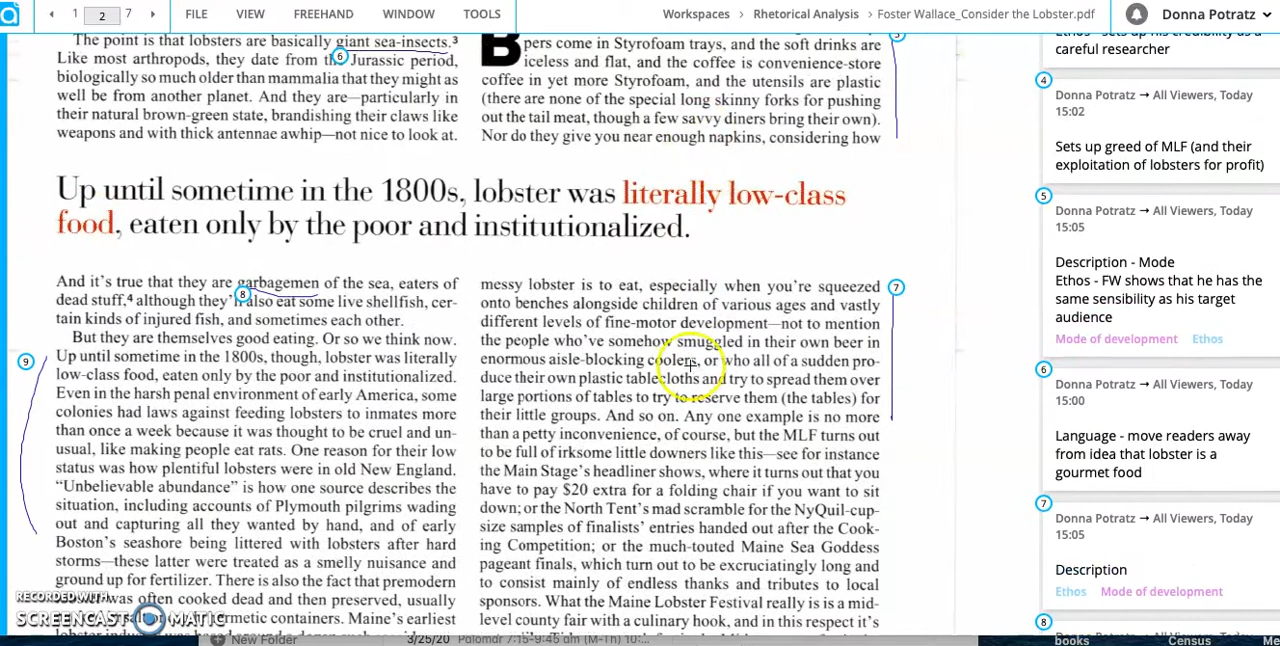 1 2 7 FILE VIEW FREEHAND WINDOW TOOLS Workspaces > Rhetorical Analysis > Foster Wallace_Consider the Lobster.pdf Donna Potratz
The point is that lobsters are basically giant sea-insects.³
Like most arthropods, they date from the Jurassic period,
biologically so much older than mammalia that they might as
well be from another planet. And they are—particularly in
their natural brown-green state, brandishing their claws like
weapons and with thick antennae awhip—not nice to look at.
6
B
pers come in Styrofoam trays, and the soft drinks are
iceless and flat, and the coffee is convenience-store
coffee in yet more Styrofoam, and the utensils are plastic
(there are none of the special long skinny forks for pushing
out the tail meat, though a few savvy diners bring their own).
Nor do they give you near enough napkins, considering how
Up until sometime in the 1800s, lobster was literally low-class
food, eaten only by the poor and institutionalized.
And it's true that they are garbagemen of the sea, eaters of
dead stuff,⁴ although they'll also eat some live shellfish, cer-
tain kinds of injured fish, and sometimes each other.
8
But they are themselves good eating. Or so we think now.
9
Up until sometime in the 1800s, though, lobster was literally
low-class food, eaten only by the poor and institutionalized.
Even in the harsh penal environment of early America, some
colonies had laws against feeding lobsters to inmates more
than once a week because it was thought to be cruel and un-
usual, like making people eat rats. One reason for their low
status was how plentiful lobsters were in old New England.
"Unbelievable abundance" is how one source describes the
situation, including accounts of Plymouth pilgrims wading
out and capturing all they wanted by hand, and of early
Boston's seashore being littered with lobsters after hard
storms—these latter were treated as a smelly nuisance and
ground up for fertilizer. There is also the fact that premodern
was often cooked dead and then preserved, usually
rmetic containers. Maine's earliest
messy lobster is to eat, especially when you're squeezed
7
onto benches alongside children of various ages and vastly
different levels of fine-motor development—not to mention
the people who've somehow smuggled in their own beer in
enormous aisle-blocking coolers, or who all of a sudden pro-
duce their own plastic tablecloths and try to spread them over
large portions of tables to try to reserve them (the tables) for
their little groups. And so on. Any one example is no more
than a petty inconvenience, of course, but the MLF turns out
to be full of irksome little downers like this—see for instance
the Main Stage's headliner shows, where it turns out that you
have to pay $20 extra for a folding chair if you want to sit
down; or the North Tent's mad scramble for the NyQuil-cup-
size samples of finalists' entries handed out after the Cook-
ing Competition; or the much-touted Maine Sea Goddess
pageant finals, which turn out to be excruciatingly long and
to consist mainly of endless thanks and tributes to local
sponsors. What the Maine Lobster Festival really is is a mid-
level county fair with a culinary hook, and in this respect it's
careful researcher
4
Donna Potratz → All Viewers, Today
15:02
Sets up greed of MLF (and their
exploitation of lobsters for profit)
5
Donna Potratz → All Viewers, Today
15:05
Description - Mode
Ethos - FW shows that he has the
same sensibility as his target
audience
Mode of development Ethos
6
Donna Potratz → All Viewers, Today
15:00
Language - move readers away
from idea that lobster is a
gourmet food
7
Donna Potratz → All Viewers, Today
15:05
Description
Ethos Mode of development
8
RECORDED WITH
SCREENCAST MATIC
New Folder 3/25/20 books Census